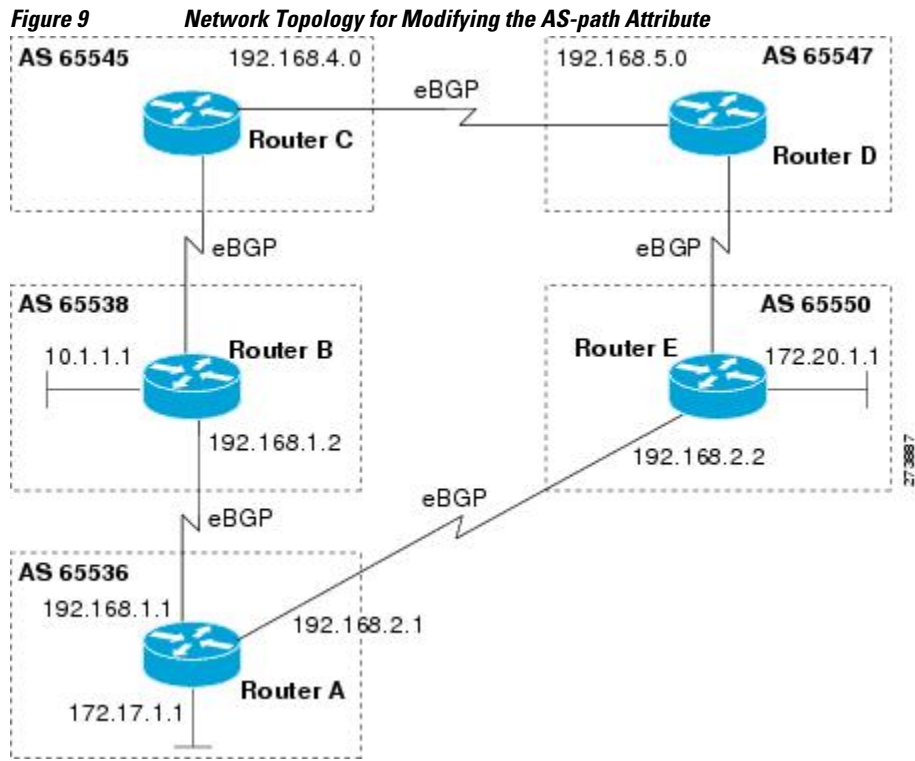 Figure 9 Network Topology for Modifying the AS-path Attribute
AS 65545
192.168.4.0
192.168.5.0
AS 65547
eBGP
Router C
Router D
eBGP
eBGP
AS 65538
AS 65550
10.1.1.1
Router B
Router E
172.20.1.1
192.168.1.2
192.168.2.2
273887
eBGP
eBGP
AS 65536
192.168.1.1
192.168.2.1
Router A
172.17.1.1